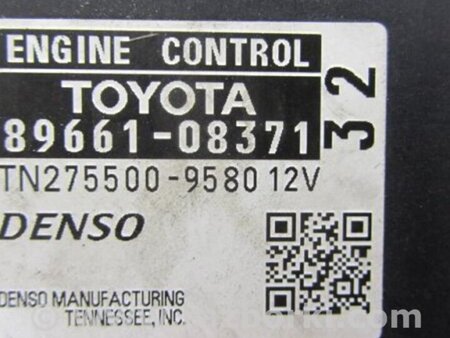 ENGINE CONTROL
TOYOTA
89661-08371
32
TN275500-9580 12V
DENSO
DENSO MANUFACTURING
TENNESSEE, INC.